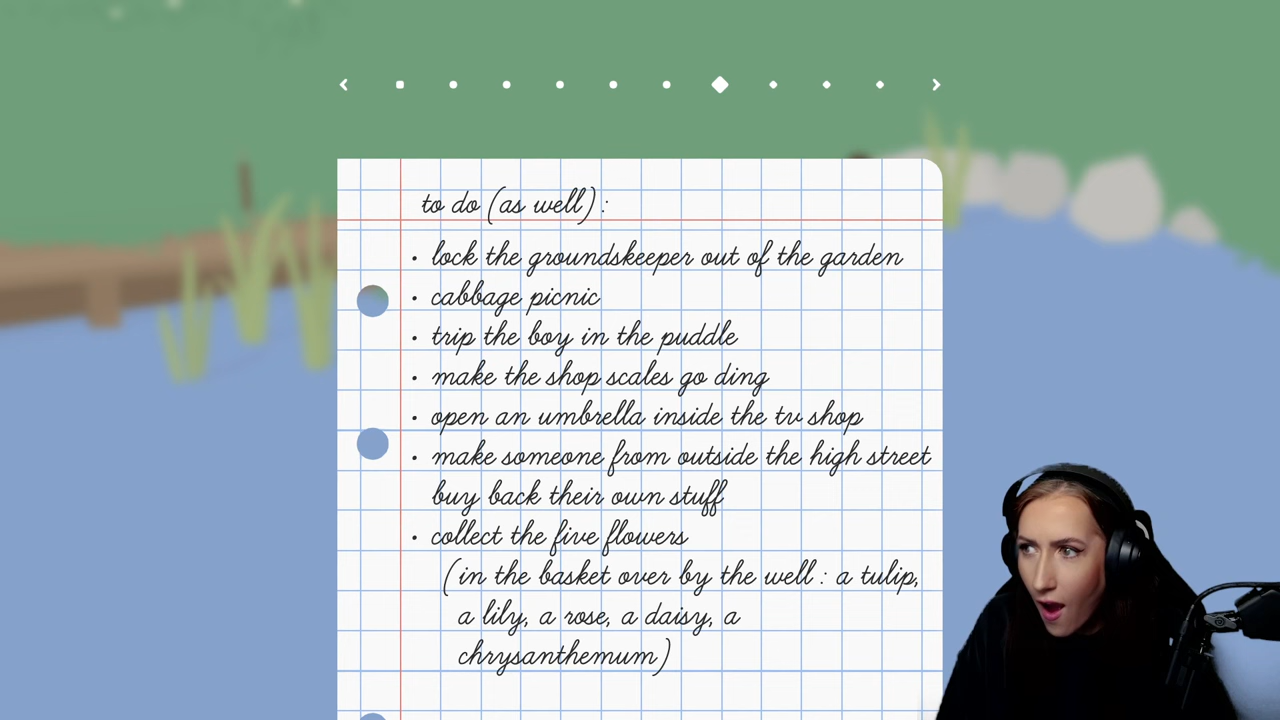 to do (as well) :
• lock the groundskeeper out of the garden
• cabbage picnic
• trip the boy in the puddle
• make the shop scales go ding
• open an umbrella inside the tv shop
• make someone from outside the high street
buy back their own stuff
• collect the five flowers
(in the basket over by the well : a tulip,
a lily, a rose, a daisy, a
chrysanthemum)